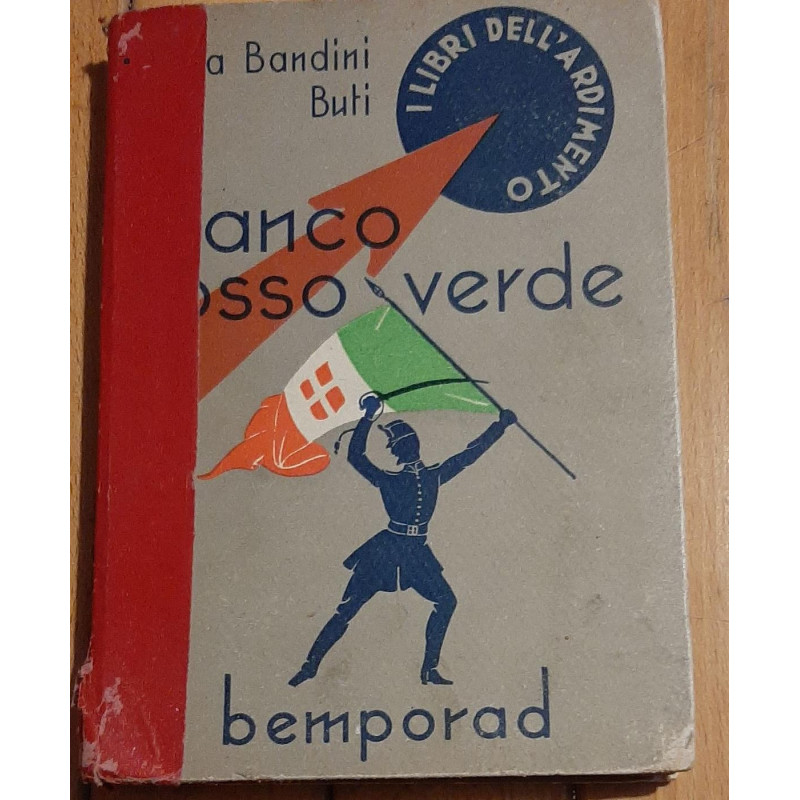 a Bandini
Buti
I LIBRI DELL'ARDIMENTO
anco
osso verde
bemporad